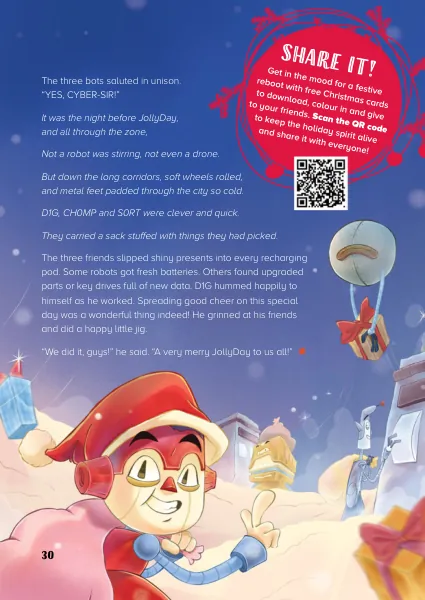 The three bots saluted in unison.
"YES, CYBER-SIR!"
It was the night before JollyDay,
and all through the zone,
Not a robot was stirring, not even a drone.
But down the long corridors, soft wheels rolled,
and metal feet padded through the city so cold.
D1G, CH0MP and S0RT were clever and quick.
They carried a sack stuffed with things they had picked.
The three friends slipped shiny presents into every recharging
pod. Some robots got fresh batteries. Others found upgraded
parts or key drives full of new data. D1G hummed happily to
himself as he worked. Spreading good cheer on this special
day was a wonderful thing indeed! He grinned at his friends
and did a happy little jig.
"We did it, guys!" he said. "A very merry JollyDay to us all!"
SHARE IT!
Get in the mood for a festive
reboot with free Christmas cards
to download, colour in and give
to your friends. Scan the QR code
to keep the holiday spirit alive
and share it with everyone!
30